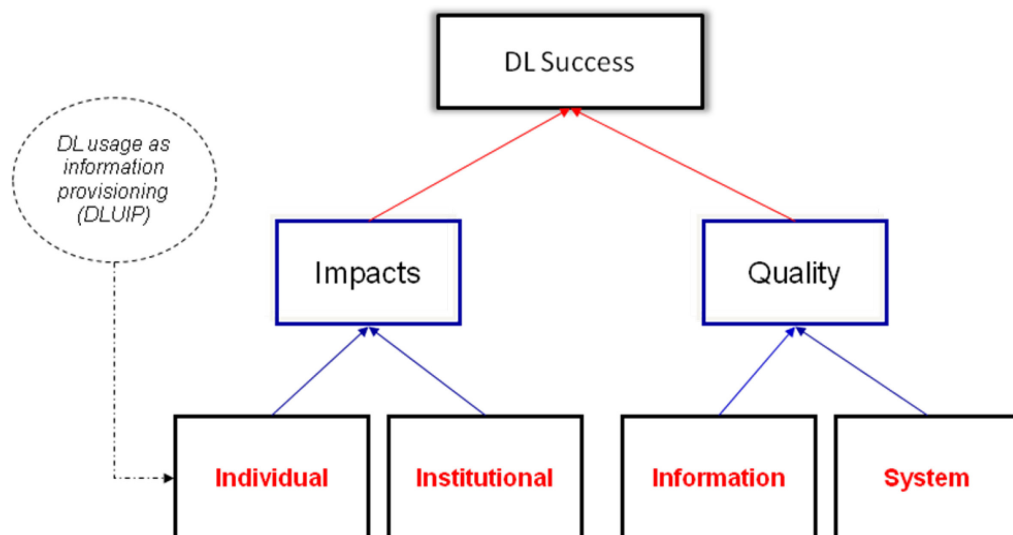 DL Success
DL usage as
information
provisioning
(DLUIP)
Impacts
Quality
Individual
Institutional
Information
System